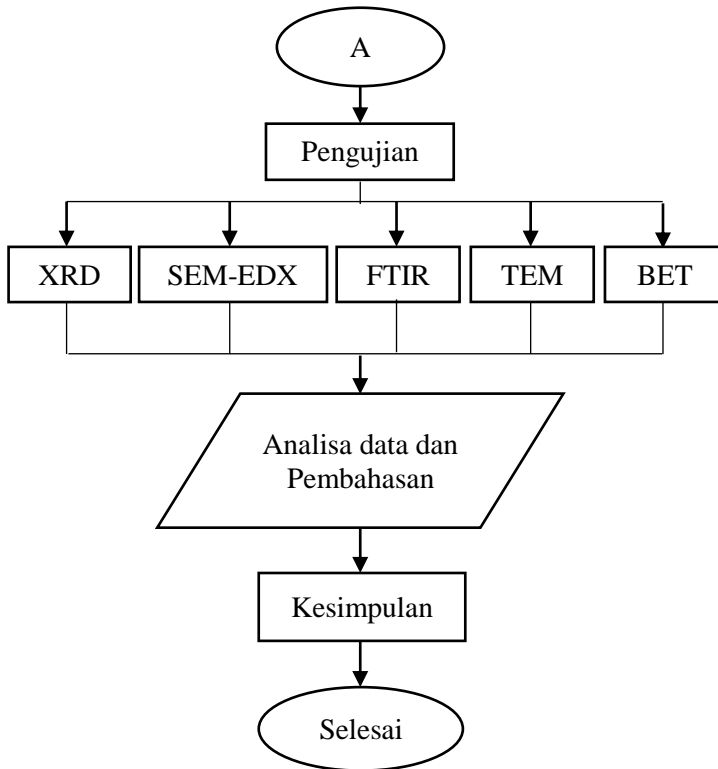 A
Pengujian
XRD
SEM-EDX
FTIR
TEM
BET
Analisa data dan
Pembahasan
Kesimpulan
Selesai